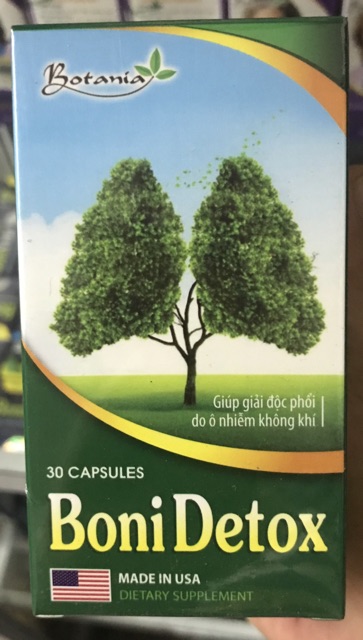 Botania
Giúp giải độc phổi
do ô nhiễm không khí
30 CAPSULES
BoniDetox
MADE IN USA
DIETARY SUPPLEMENT